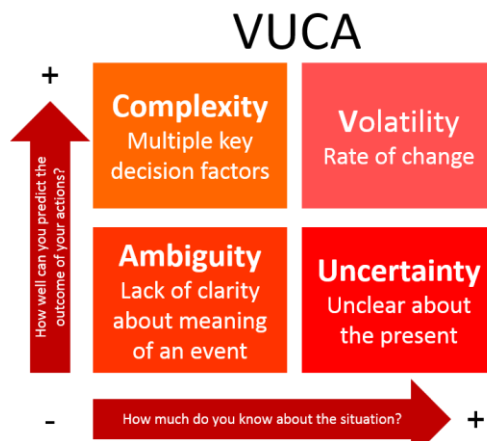 VUCA
+
Complexity
Multiple key
decision factors
Volatility
Rate of change
How well can you predict the
outcome of your actions?
Ambiguity
Lack of clarity
about meaning
of an event
Uncertainty
Unclear about
the present
-
How much do you know about the situation?
+